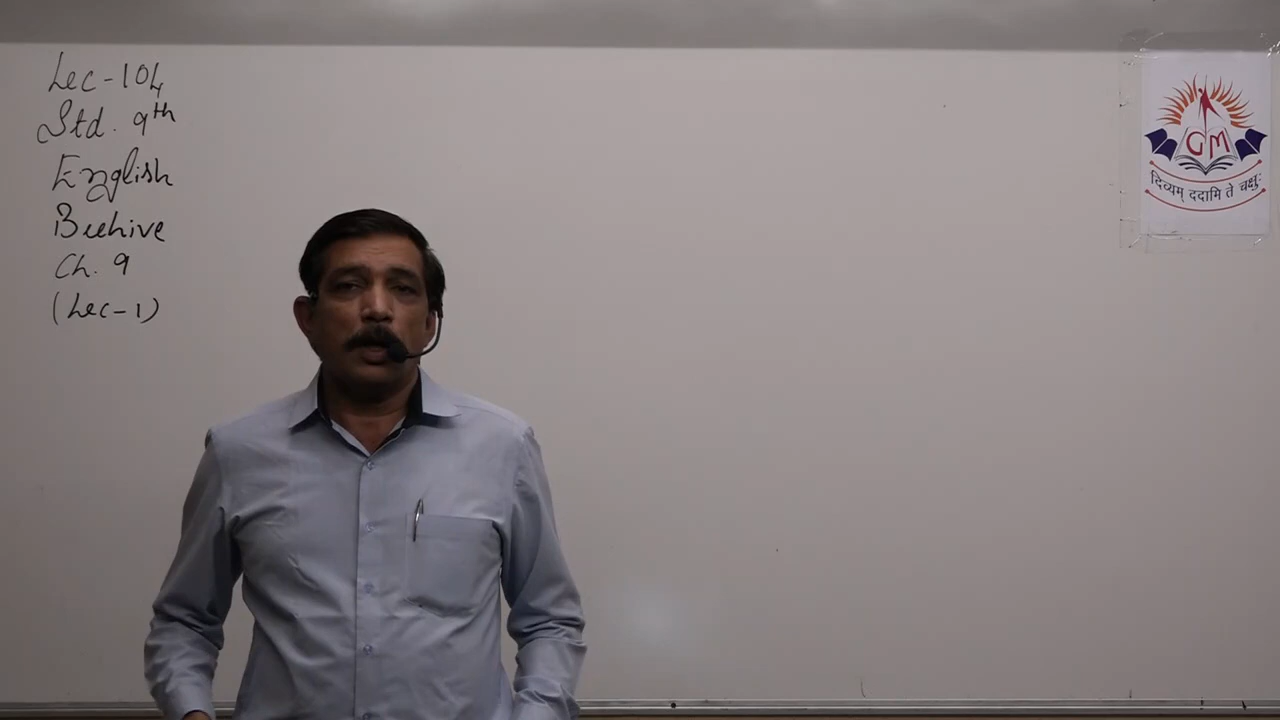 Lec-104
Std. 9th
English
Beehive
Ch. 9
(Lec-1)
GM
दिव्यम् ददामि ते चक्षुः